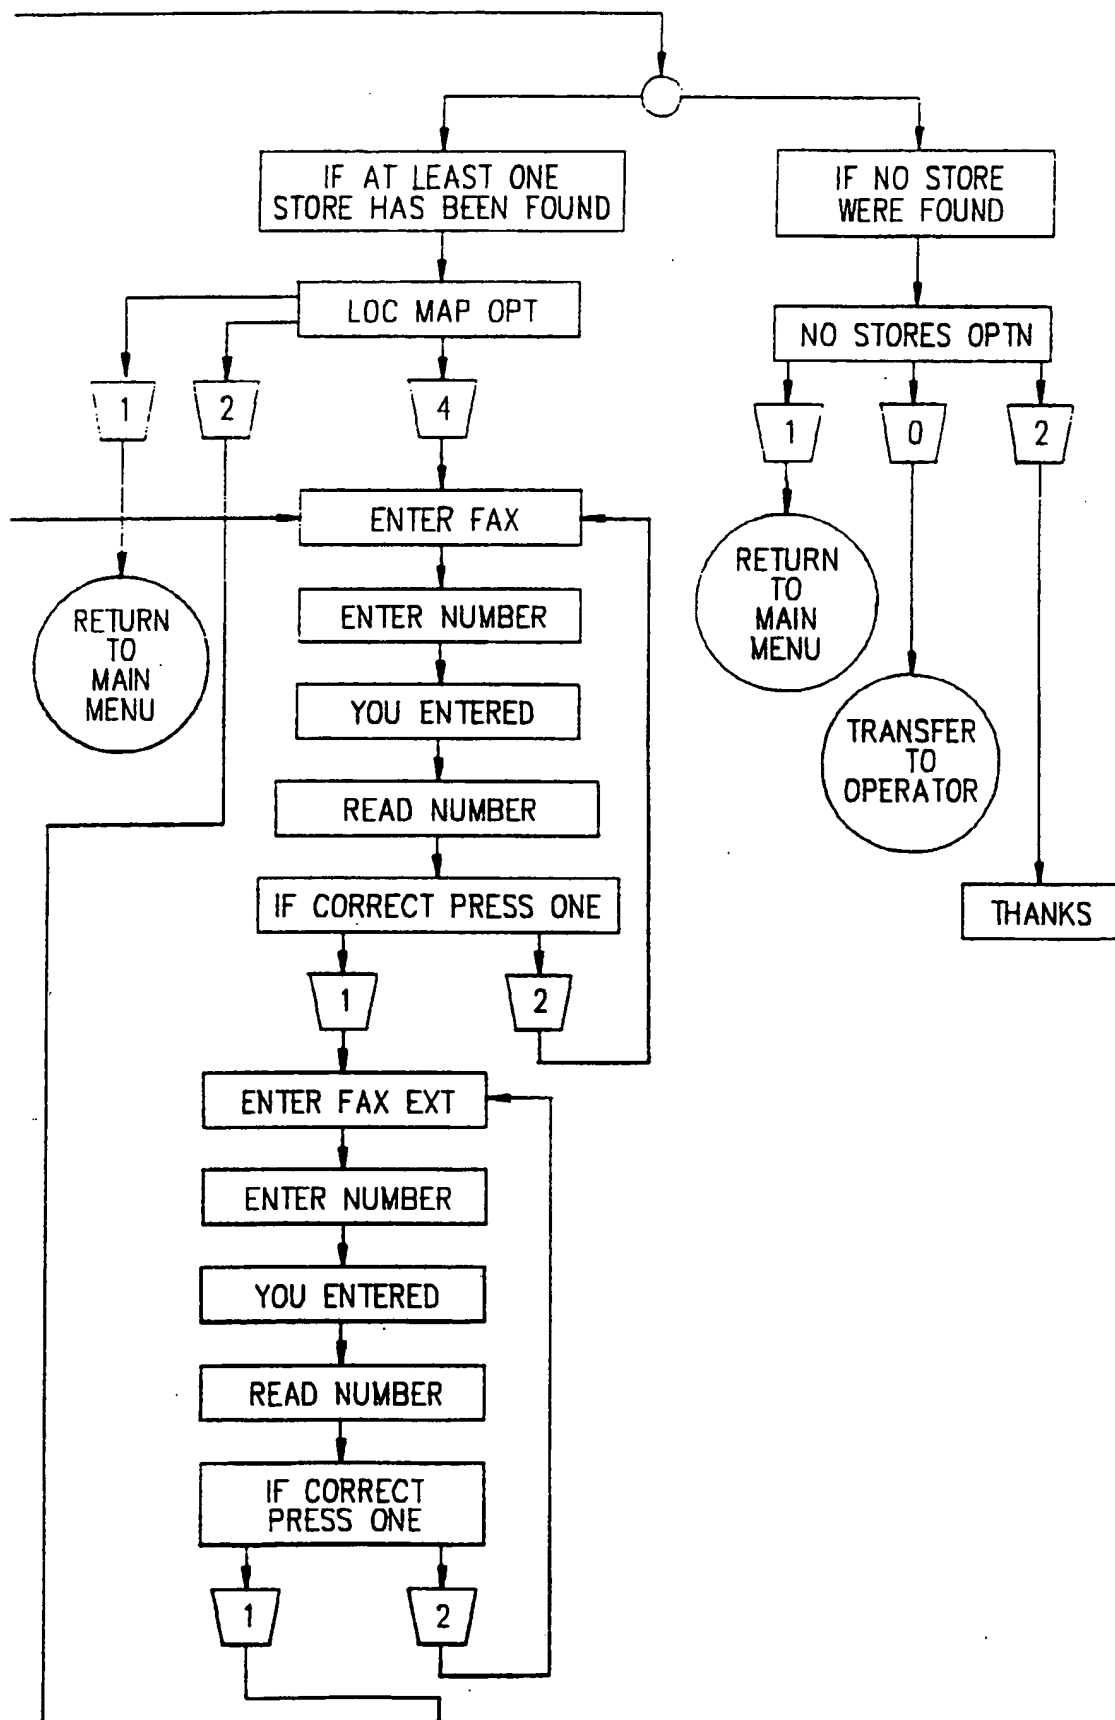 IF AT LEAST ONE
STORE HAS BEEN FOUND
IF NO STORE
WERE FOUND
LOC MAP OPT
NO STORES OPTN
1
2
4
1
0
2
ENTER FAX
RETURN
TO
MAIN
MENU
RETURN
TO
MAIN
MENU
ENTER NUMBER
YOU ENTERED
TRANSFER
TO
OPERATOR
READ NUMBER
IF CORRECT PRESS ONE
THANKS
1
2
ENTER FAX EXT
ENTER NUMBER
YOU ENTERED
READ NUMBER
IF CORRECT
PRESS ONE
1
2